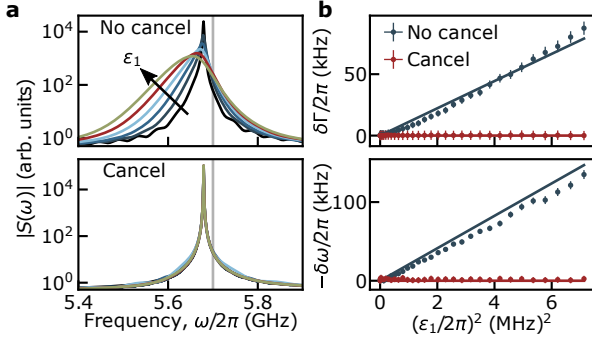 a
No cancel
ε₁
10⁴
10²
10⁰
|S(ω)| (arb. units)
Cancel
10⁴
10²
10⁰
5.4 5.6 5.8
Frequency, ω/2π (GHz)
b
No cancel
Cancel
50
0
δΓ/2π (kHz)
100
0
−δω/2π (kHz)
0 2 4 6
(ε₁/2π)² (MHz)²